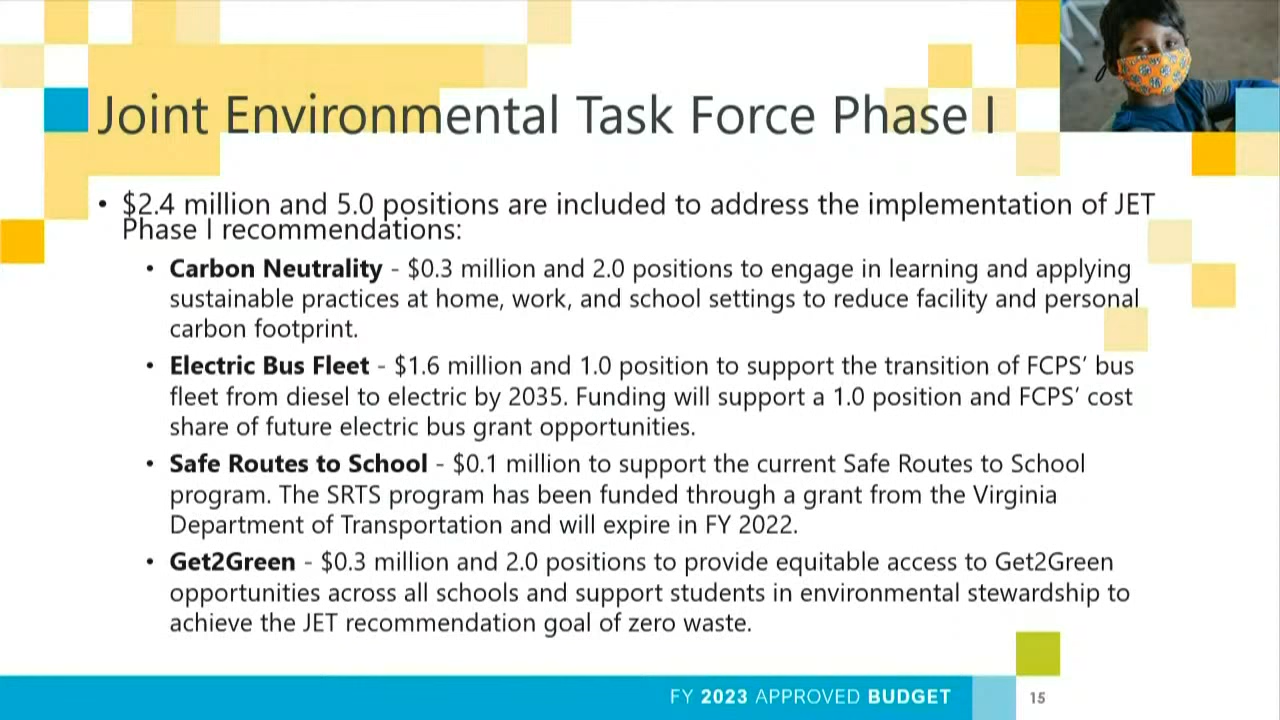 Joint Environmental Task Force Phase I
• $2.4 million and 5.0 positions are included to address the implementation of JET
Phase I recommendations:
• Carbon Neutrality - $0.3 million and 2.0 positions to engage in learning and applying
sustainable practices at home, work, and school settings to reduce facility and personal
carbon footprint.
• Electric Bus Fleet - $1.6 million and 1.0 position to support the transition of FCPS’ bus
fleet from diesel to electric by 2035. Funding will support a 1.0 position and FCPS’ cost
share of future electric bus grant opportunities.
• Safe Routes to School - $0.1 million to support the current Safe Routes to School
program. The SRTS program has been funded through a grant from the Virginia
Department of Transportation and will expire in FY 2022.
• Get2Green - $0.3 million and 2.0 positions to provide equitable access to Get2Green
opportunities across all schools and support students in environmental stewardship to
achieve the JET recommendation goal of zero waste.
FY 2023 APPROVED BUDGET
15